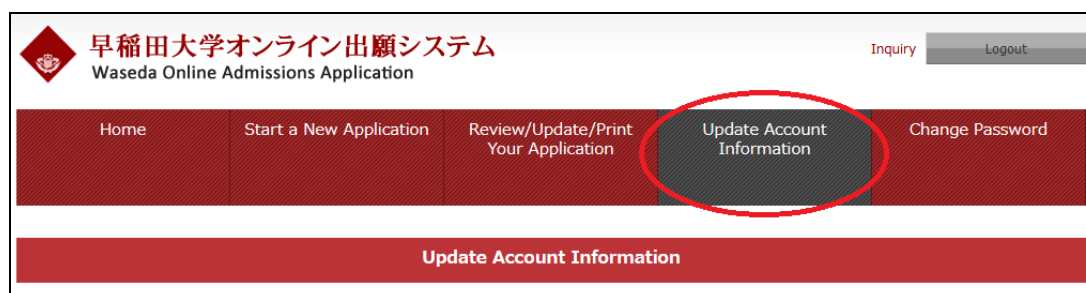 早稲田大学オンライン出願システム
Waseda Online Admissions Application
Inquiry
Logout
Home
Start a New Application
Review/Update/Print
Your Application
Update Account
Information
Change Password
Update Account Information